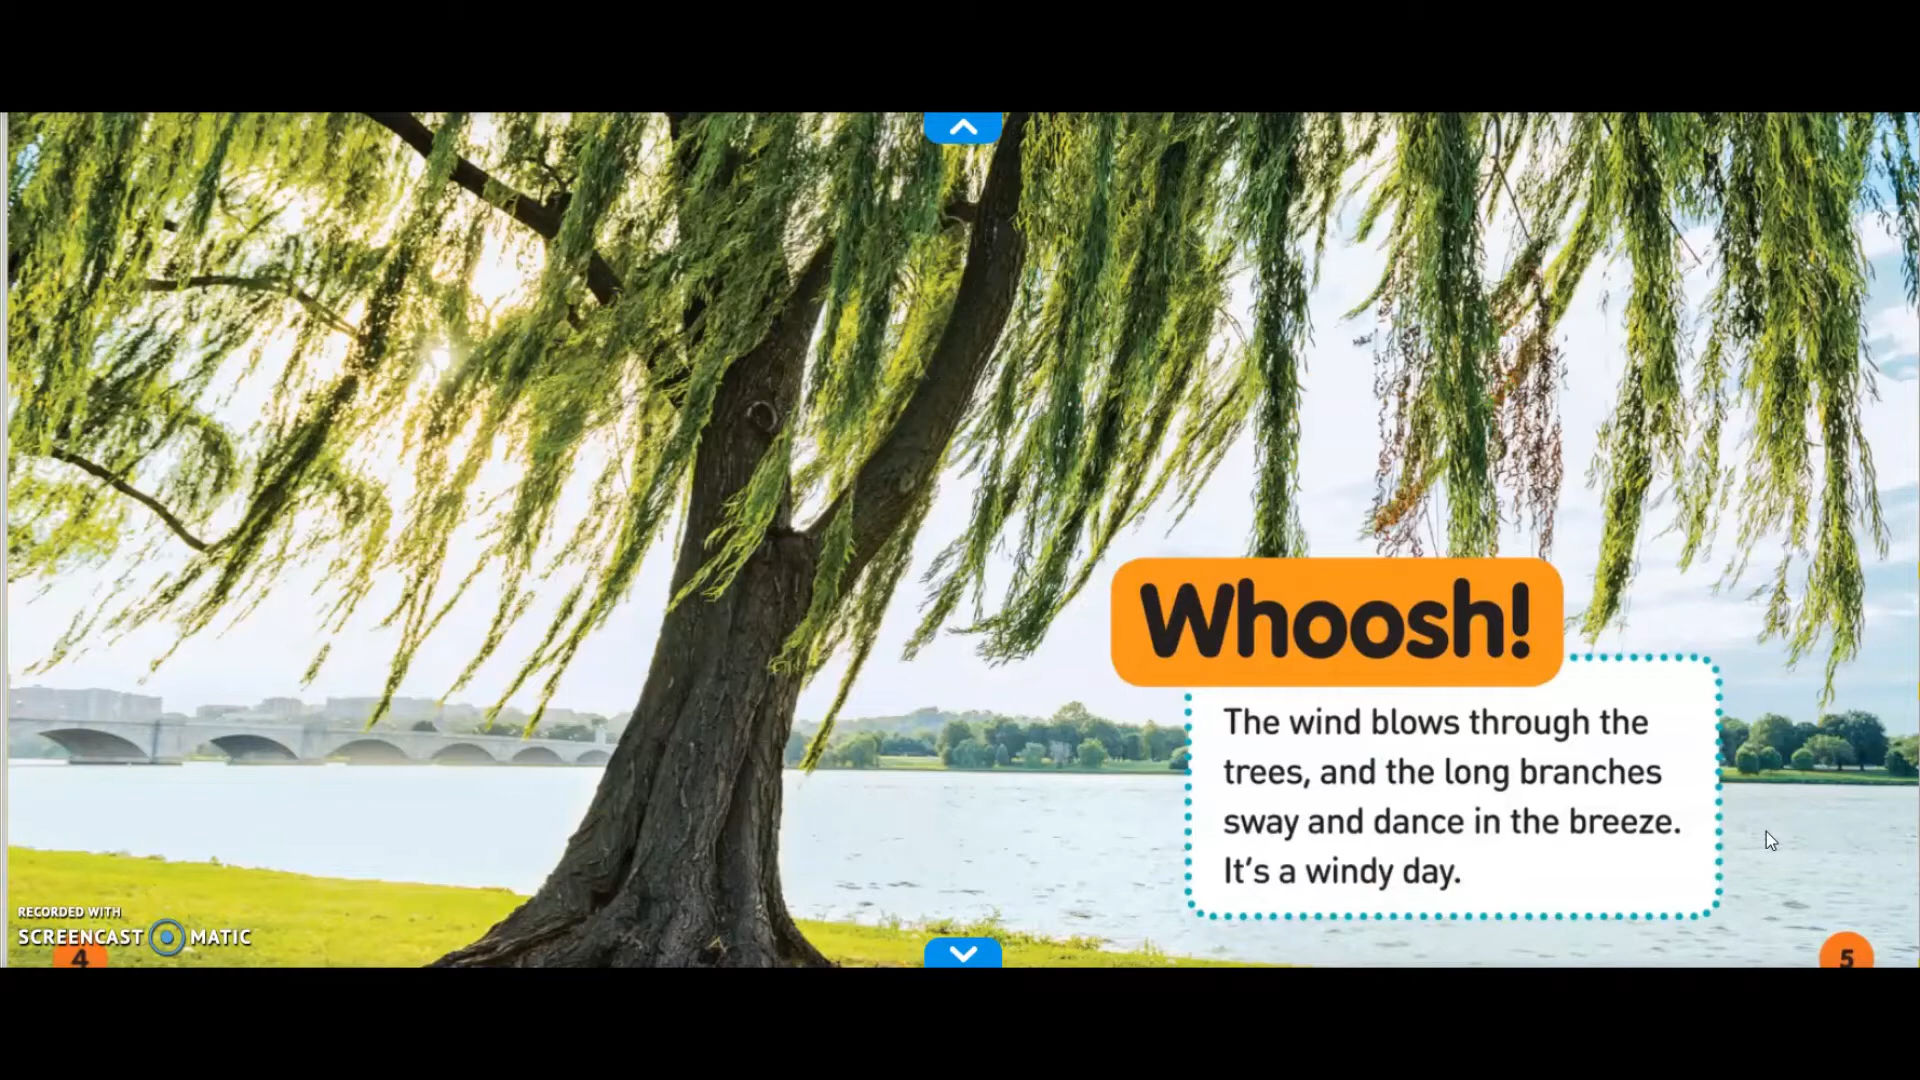 Whoosh!
The wind blows through the
trees, and the long branches
sway and dance in the breeze.
It's a windy day.
RECORDED WITH
SCREENCAST MATIC
4
5